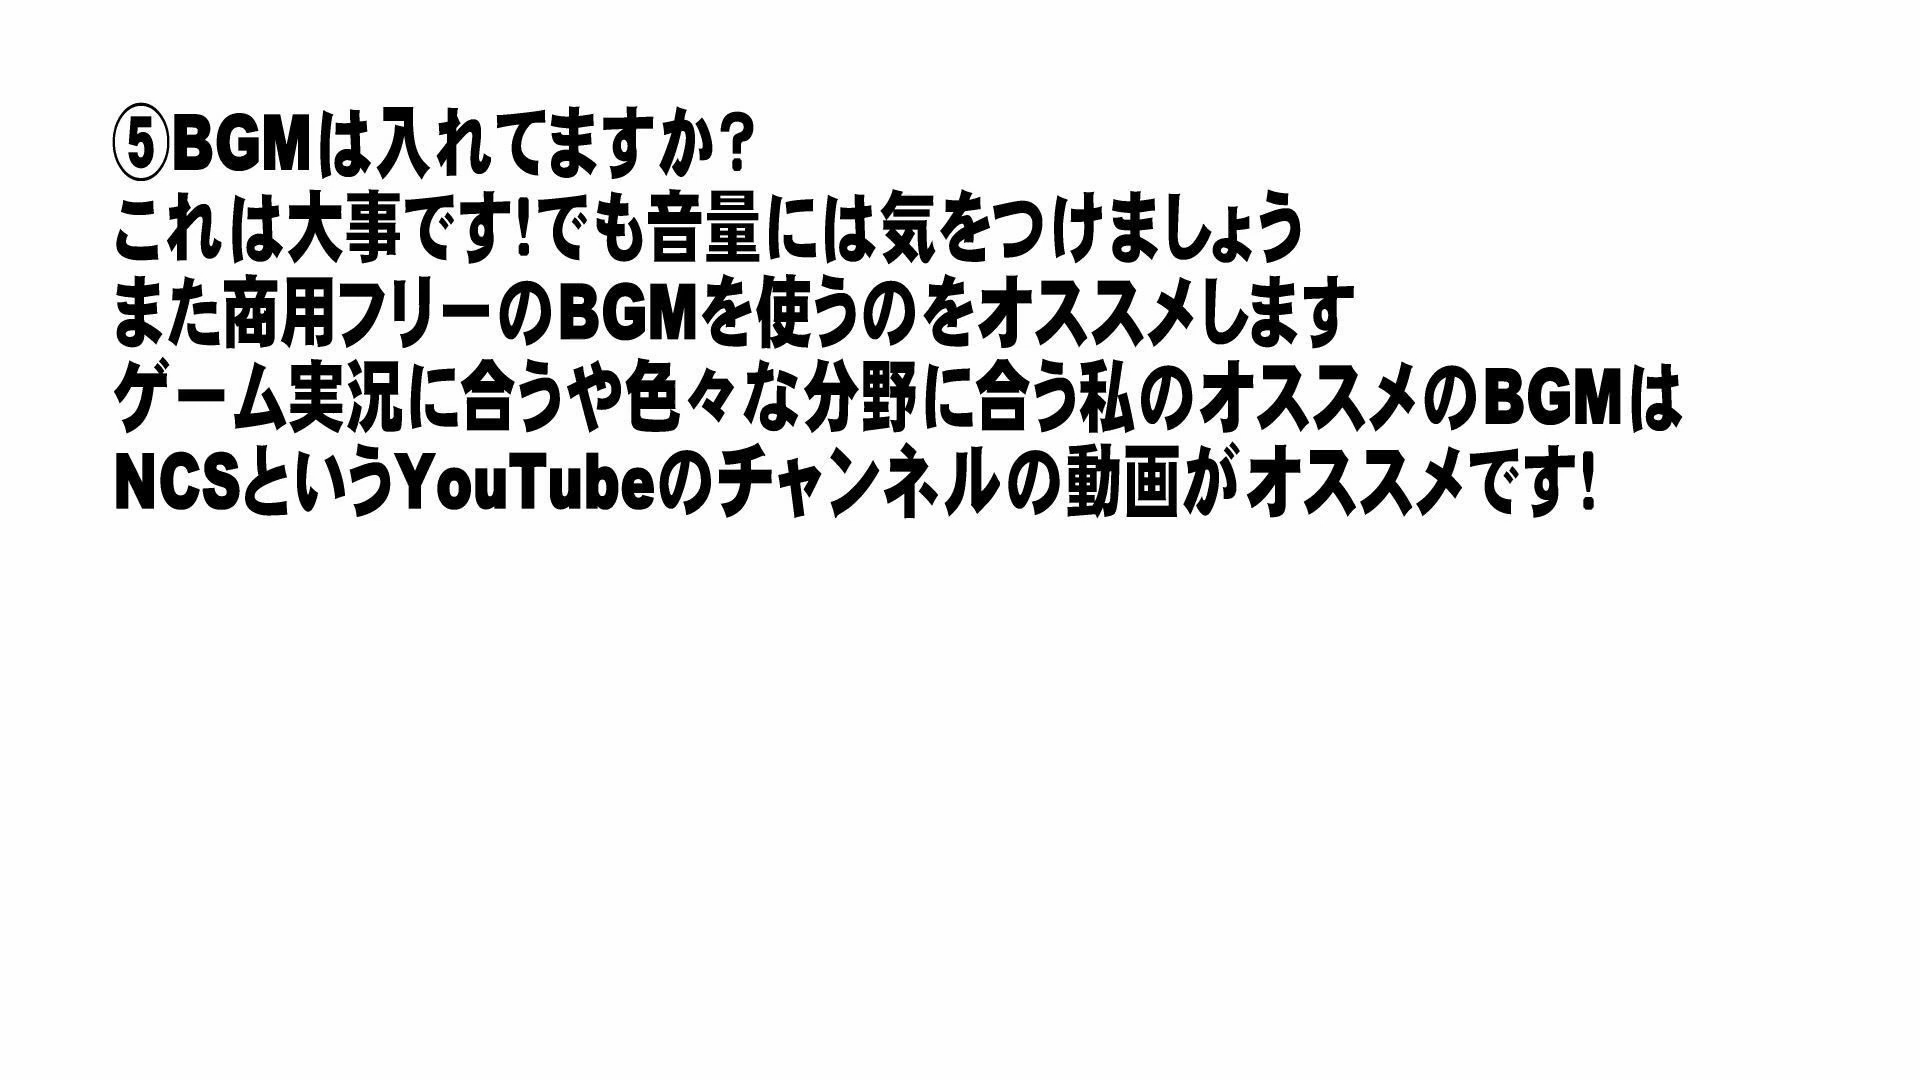 ⑤BGMは入れてますか？
これは大事です！でも音量には気をつけましょう
また商用フリーのBGMを使うのをオススメします
ゲーム実況に合うや色々な分野に合う私のオススメのBGMは
NCSというYouTubeのチャンネルの動画がオススメです！